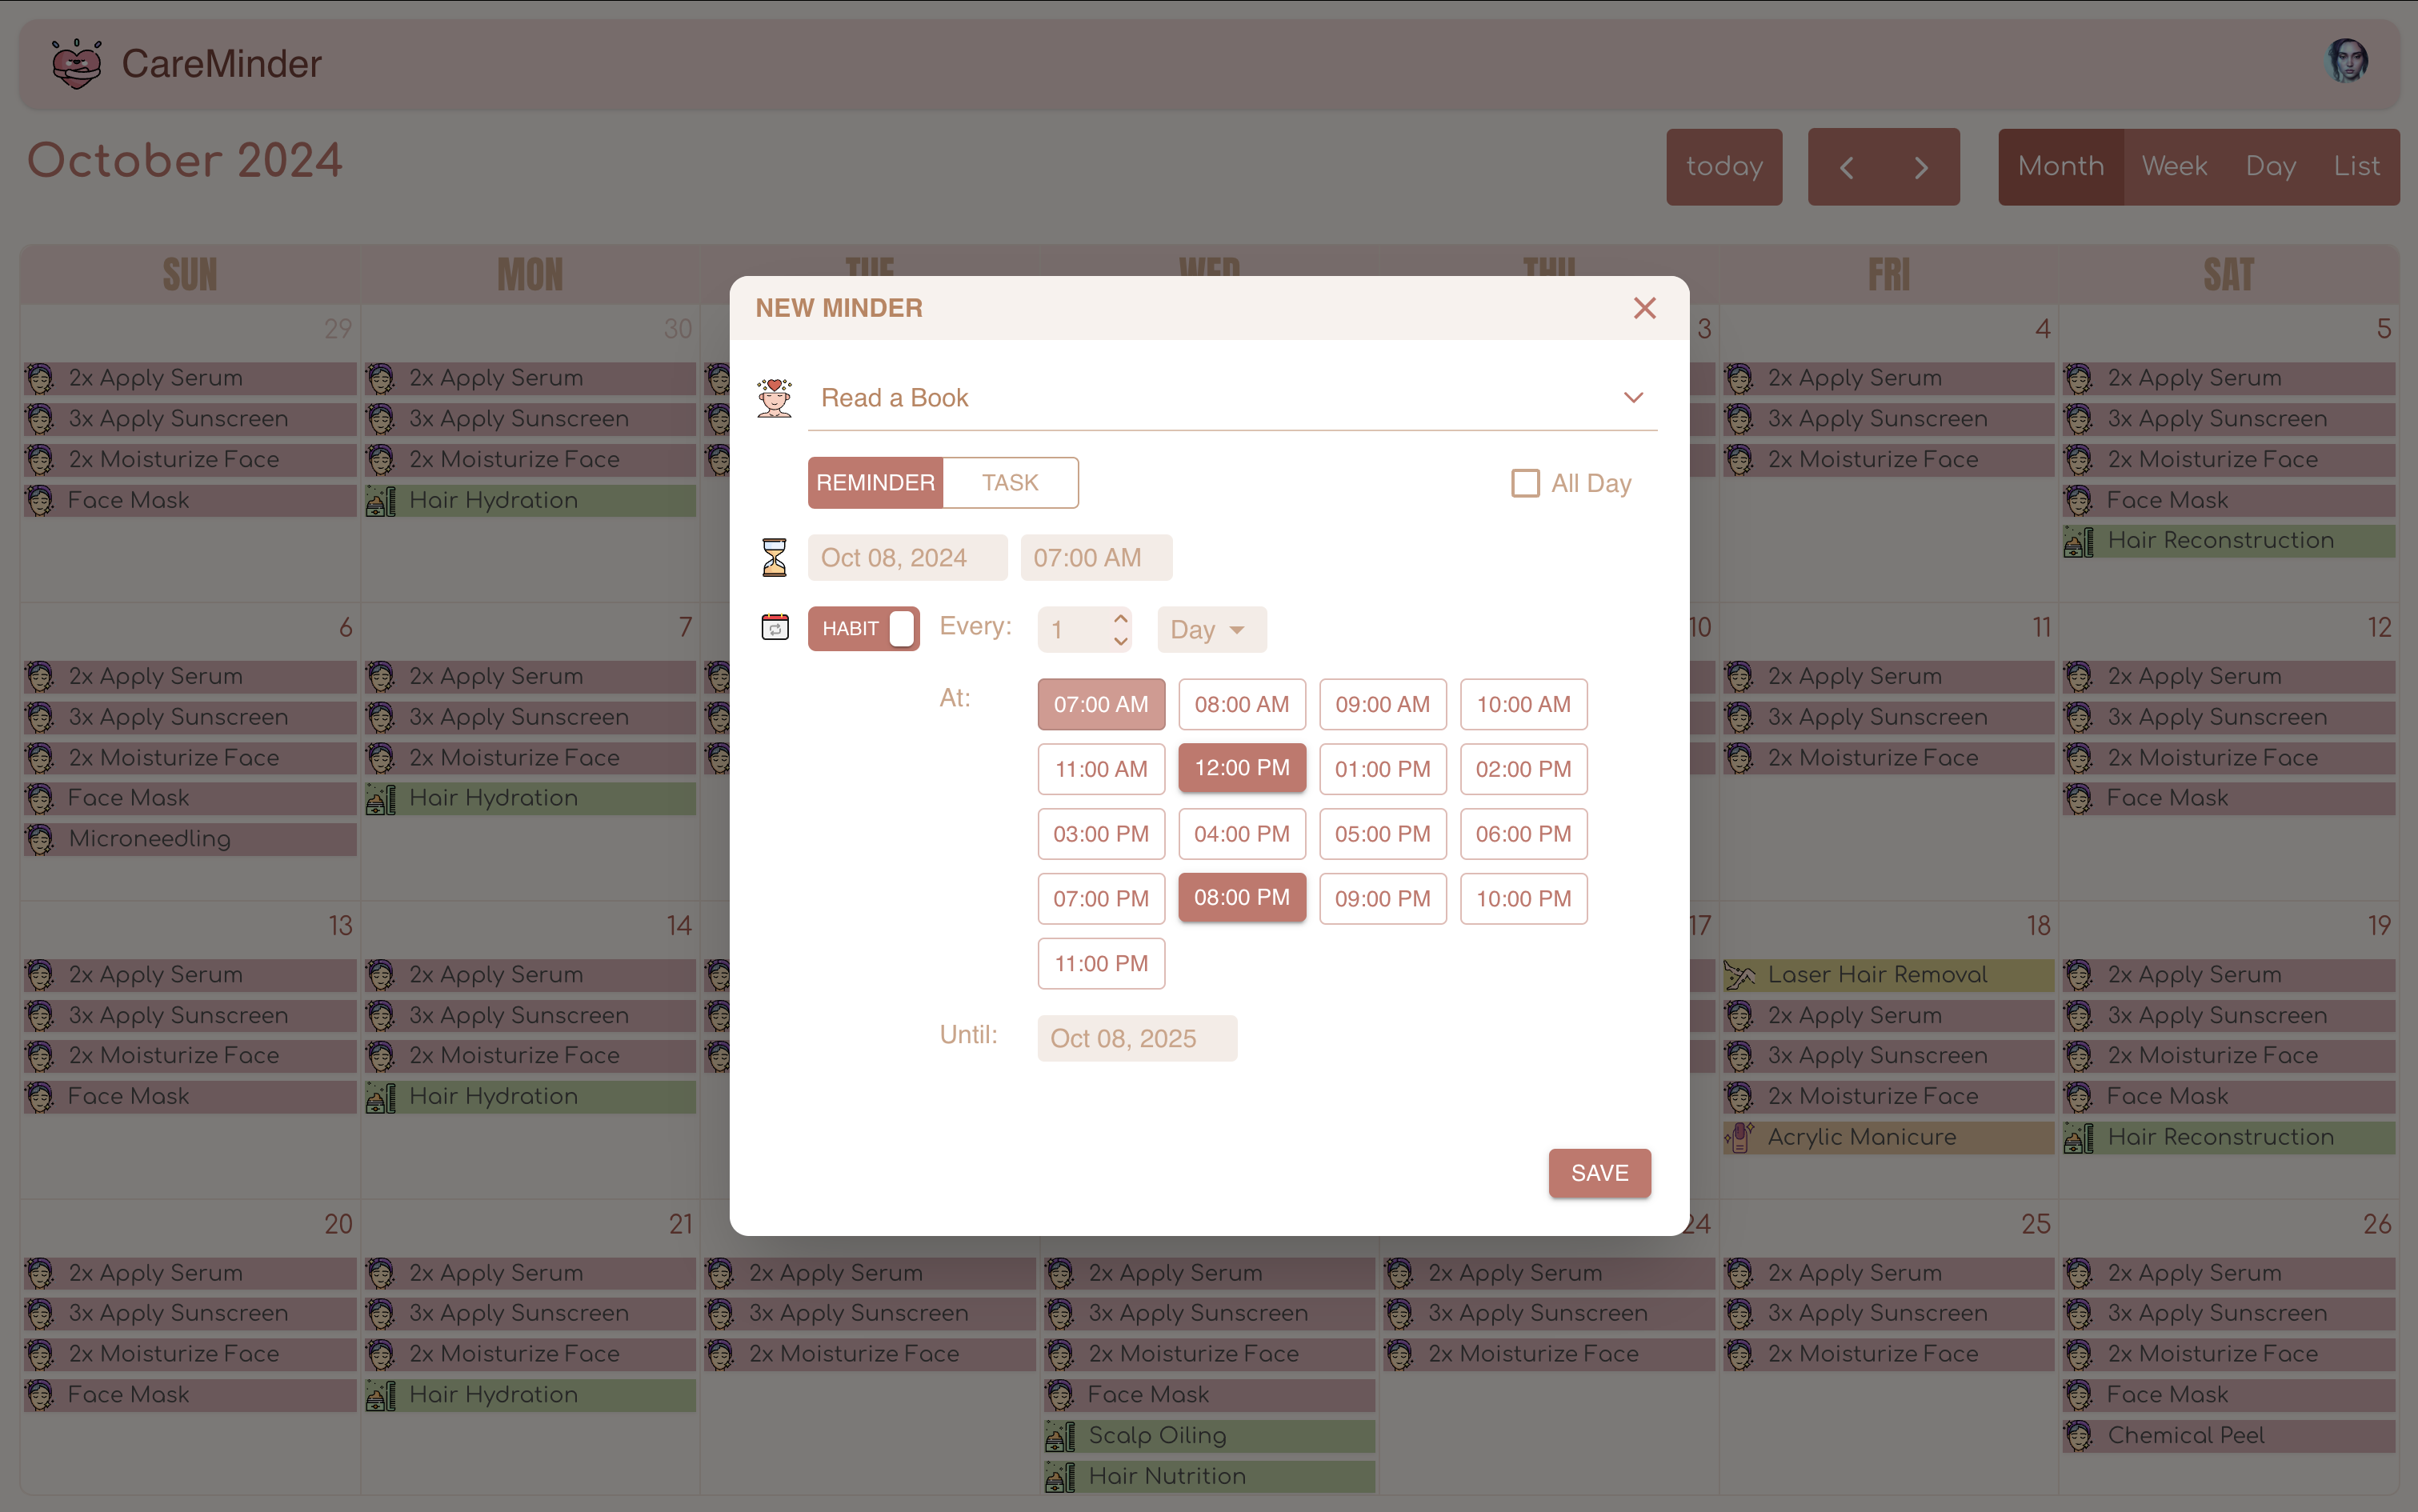 CareMinder
October 2024
today
Month Week Day List
SUN MON TUE WED THU FRI SAT
NEW MINDER
Read a Book
REMINDER TASK All Day
Oct 08, 2024 07:00 AM
HABIT Every: 1 Day
At: 07:00 AM 08:00 AM 09:00 AM 10:00 AM
11:00 AM 12:00 PM 01:00 PM 02:00 PM
03:00 PM 04:00 PM 05:00 PM 06:00 PM
07:00 PM 08:00 PM 09:00 PM 10:00 PM
11:00 PM
Until: Oct 08, 2025
SAVE
29 30 3 4 5
2x Apply Serum 2x Apply Serum 2x Apply Serum 2x Apply Serum
3x Apply Sunscreen 3x Apply Sunscreen 3x Apply Sunscreen 3x Apply Sunscreen
2x Moisturize Face 2x Moisturize Face 2x Moisturize Face 2x Moisturize Face
Face Mask Hair Hydration Face Mask
Hair Reconstruction
6 7 10 11 12
2x Apply Serum 2x Apply Serum 2x Apply Serum 2x Apply Serum
3x Apply Sunscreen 3x Apply Sunscreen 3x Apply Sunscreen 3x Apply Sunscreen
2x Moisturize Face 2x Moisturize Face 2x Moisturize Face 2x Moisturize Face
Face Mask Hair Hydration Face Mask
Microneedling
13 14 17 18 19
2x Apply Serum 2x Apply Serum Laser Hair Removal 2x Apply Serum
3x Apply Sunscreen 3x Apply Sunscreen 2x Apply Serum 3x Apply Sunscreen
2x Moisturize Face 2x Moisturize Face 3x Apply Sunscreen 2x Moisturize Face
Face Mask Hair Hydration 2x Moisturize Face Face Mask
Acrylic Manicure Hair Reconstruction
20 21 24 25 26
2x Apply Serum 2x Apply Serum 2x Apply Serum 2x Apply Serum 2x Apply Serum 2x Apply Serum 2x Apply Serum
3x Apply Sunscreen 3x Apply Sunscreen 3x Apply Sunscreen 3x Apply Sunscreen 3x Apply Sunscreen 3x Apply Sunscreen 3x Apply Sunscreen
2x Moisturize Face 2x Moisturize Face 2x Moisturize Face 2x Moisturize Face 2x Moisturize Face 2x Moisturize Face 2x Moisturize Face
Face Mask Hair Hydration Face Mask Face Mask
Scalp Oiling Chemical Peel
Hair Nutrition